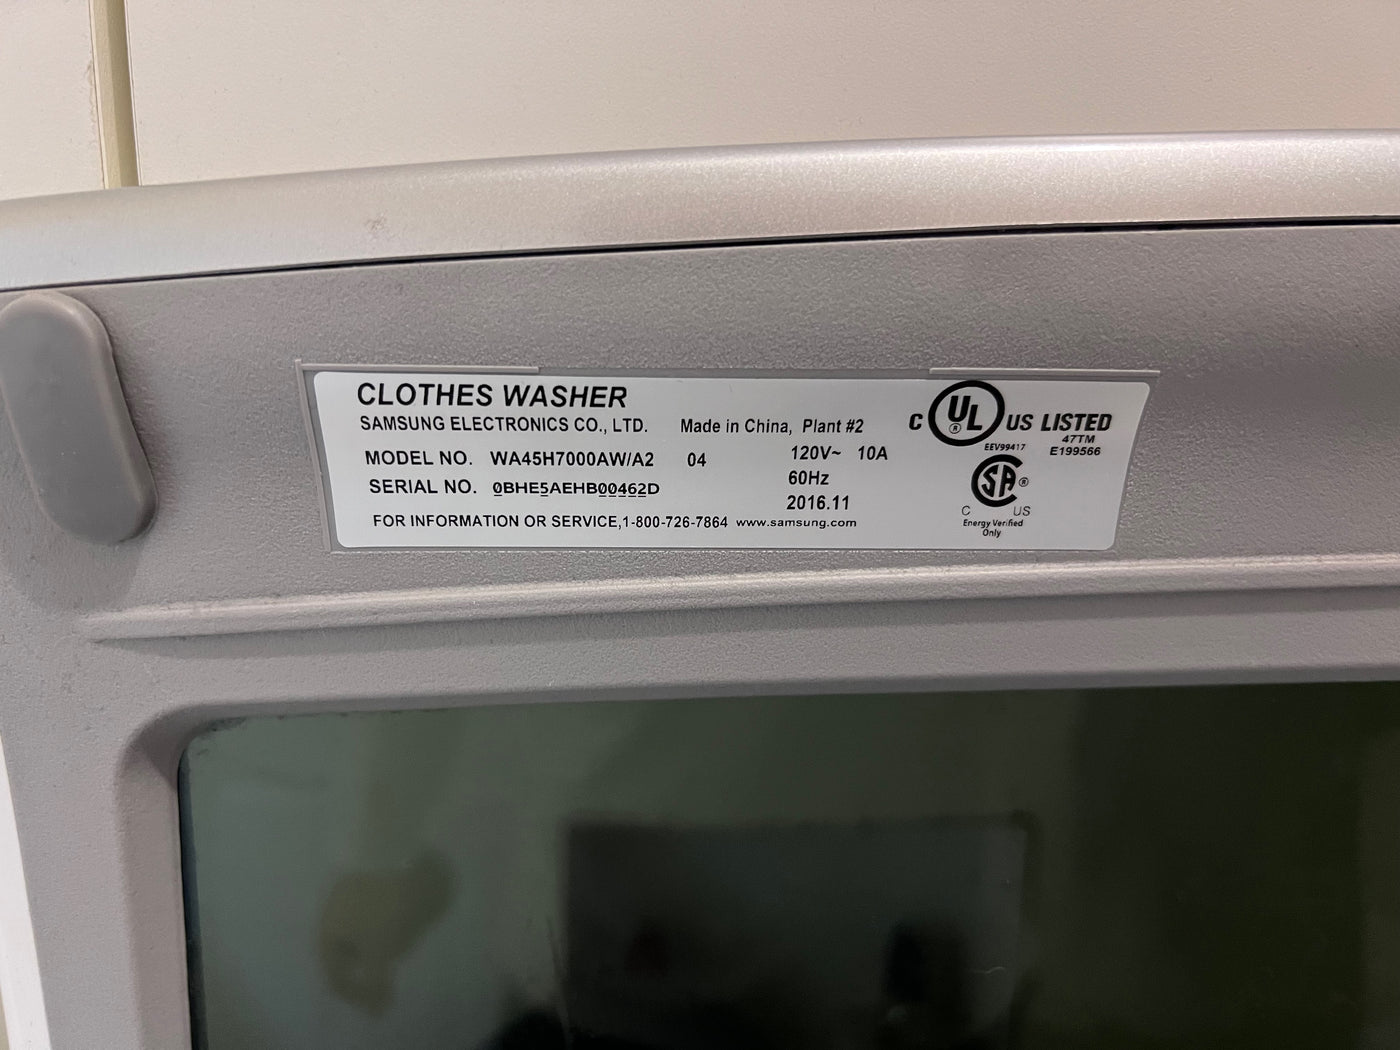 CLOTHES WASHER
SAMSUNG ELECTRONICS CO., LTD. Made in China, Plant #2
MODEL NO. WA45H7000AW/A2 04 120V~ 10A
SERIAL NO. 0BHE5AEHB00462D 60Hz
2016.11
FOR INFORMATION OR SERVICE,1-800-726-7864 www.samsung.com
C UL ® US LISTED
47TM
EEV99417 E199566
SA ®
C US
Energy Verified
Only